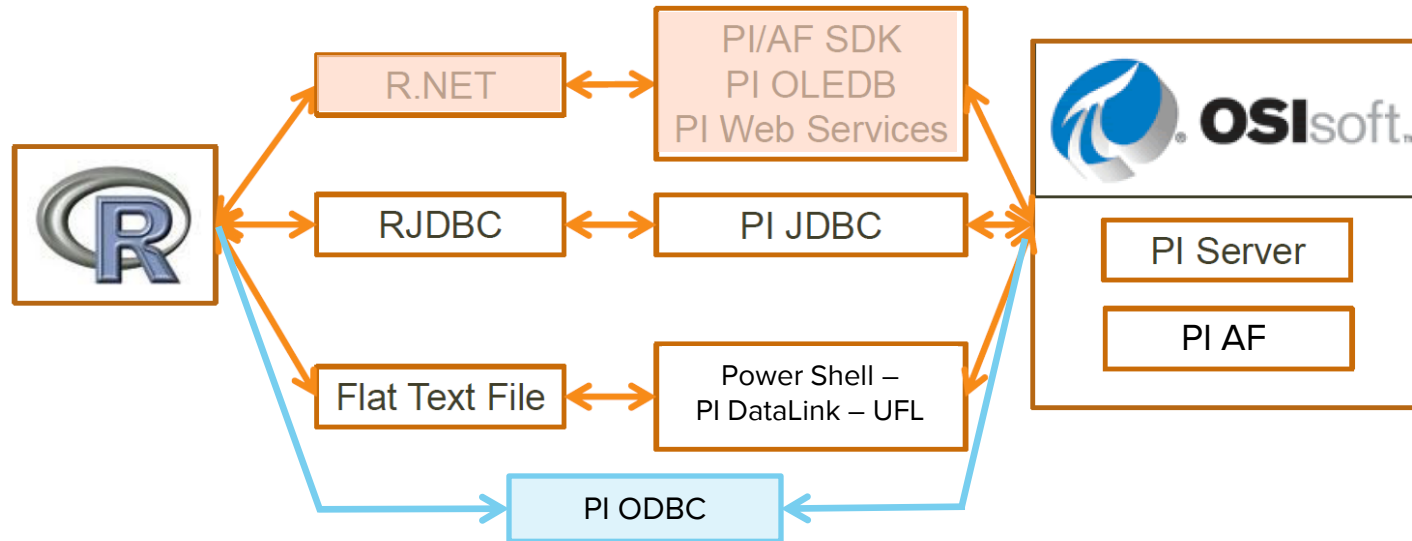 R
R.NET
PI/AF SDK
PI OLEDB
PI Web Services
OSIsoft.
®
TM
RJDBC
PI JDBC
PI Server
PI AF
Flat Text File
Power Shell –
PI DataLink – UFL
PI ODBC